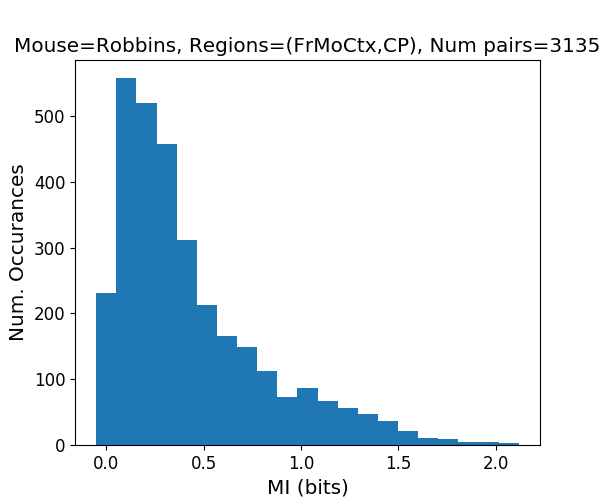 Mouse=Robbins, Regions=(FrMoCtx,CP), Num pairs=3135
500
400
300
200
100
0
Num. Occurances
0.0 0.5 1.0 1.5 2.0
MI (bits)